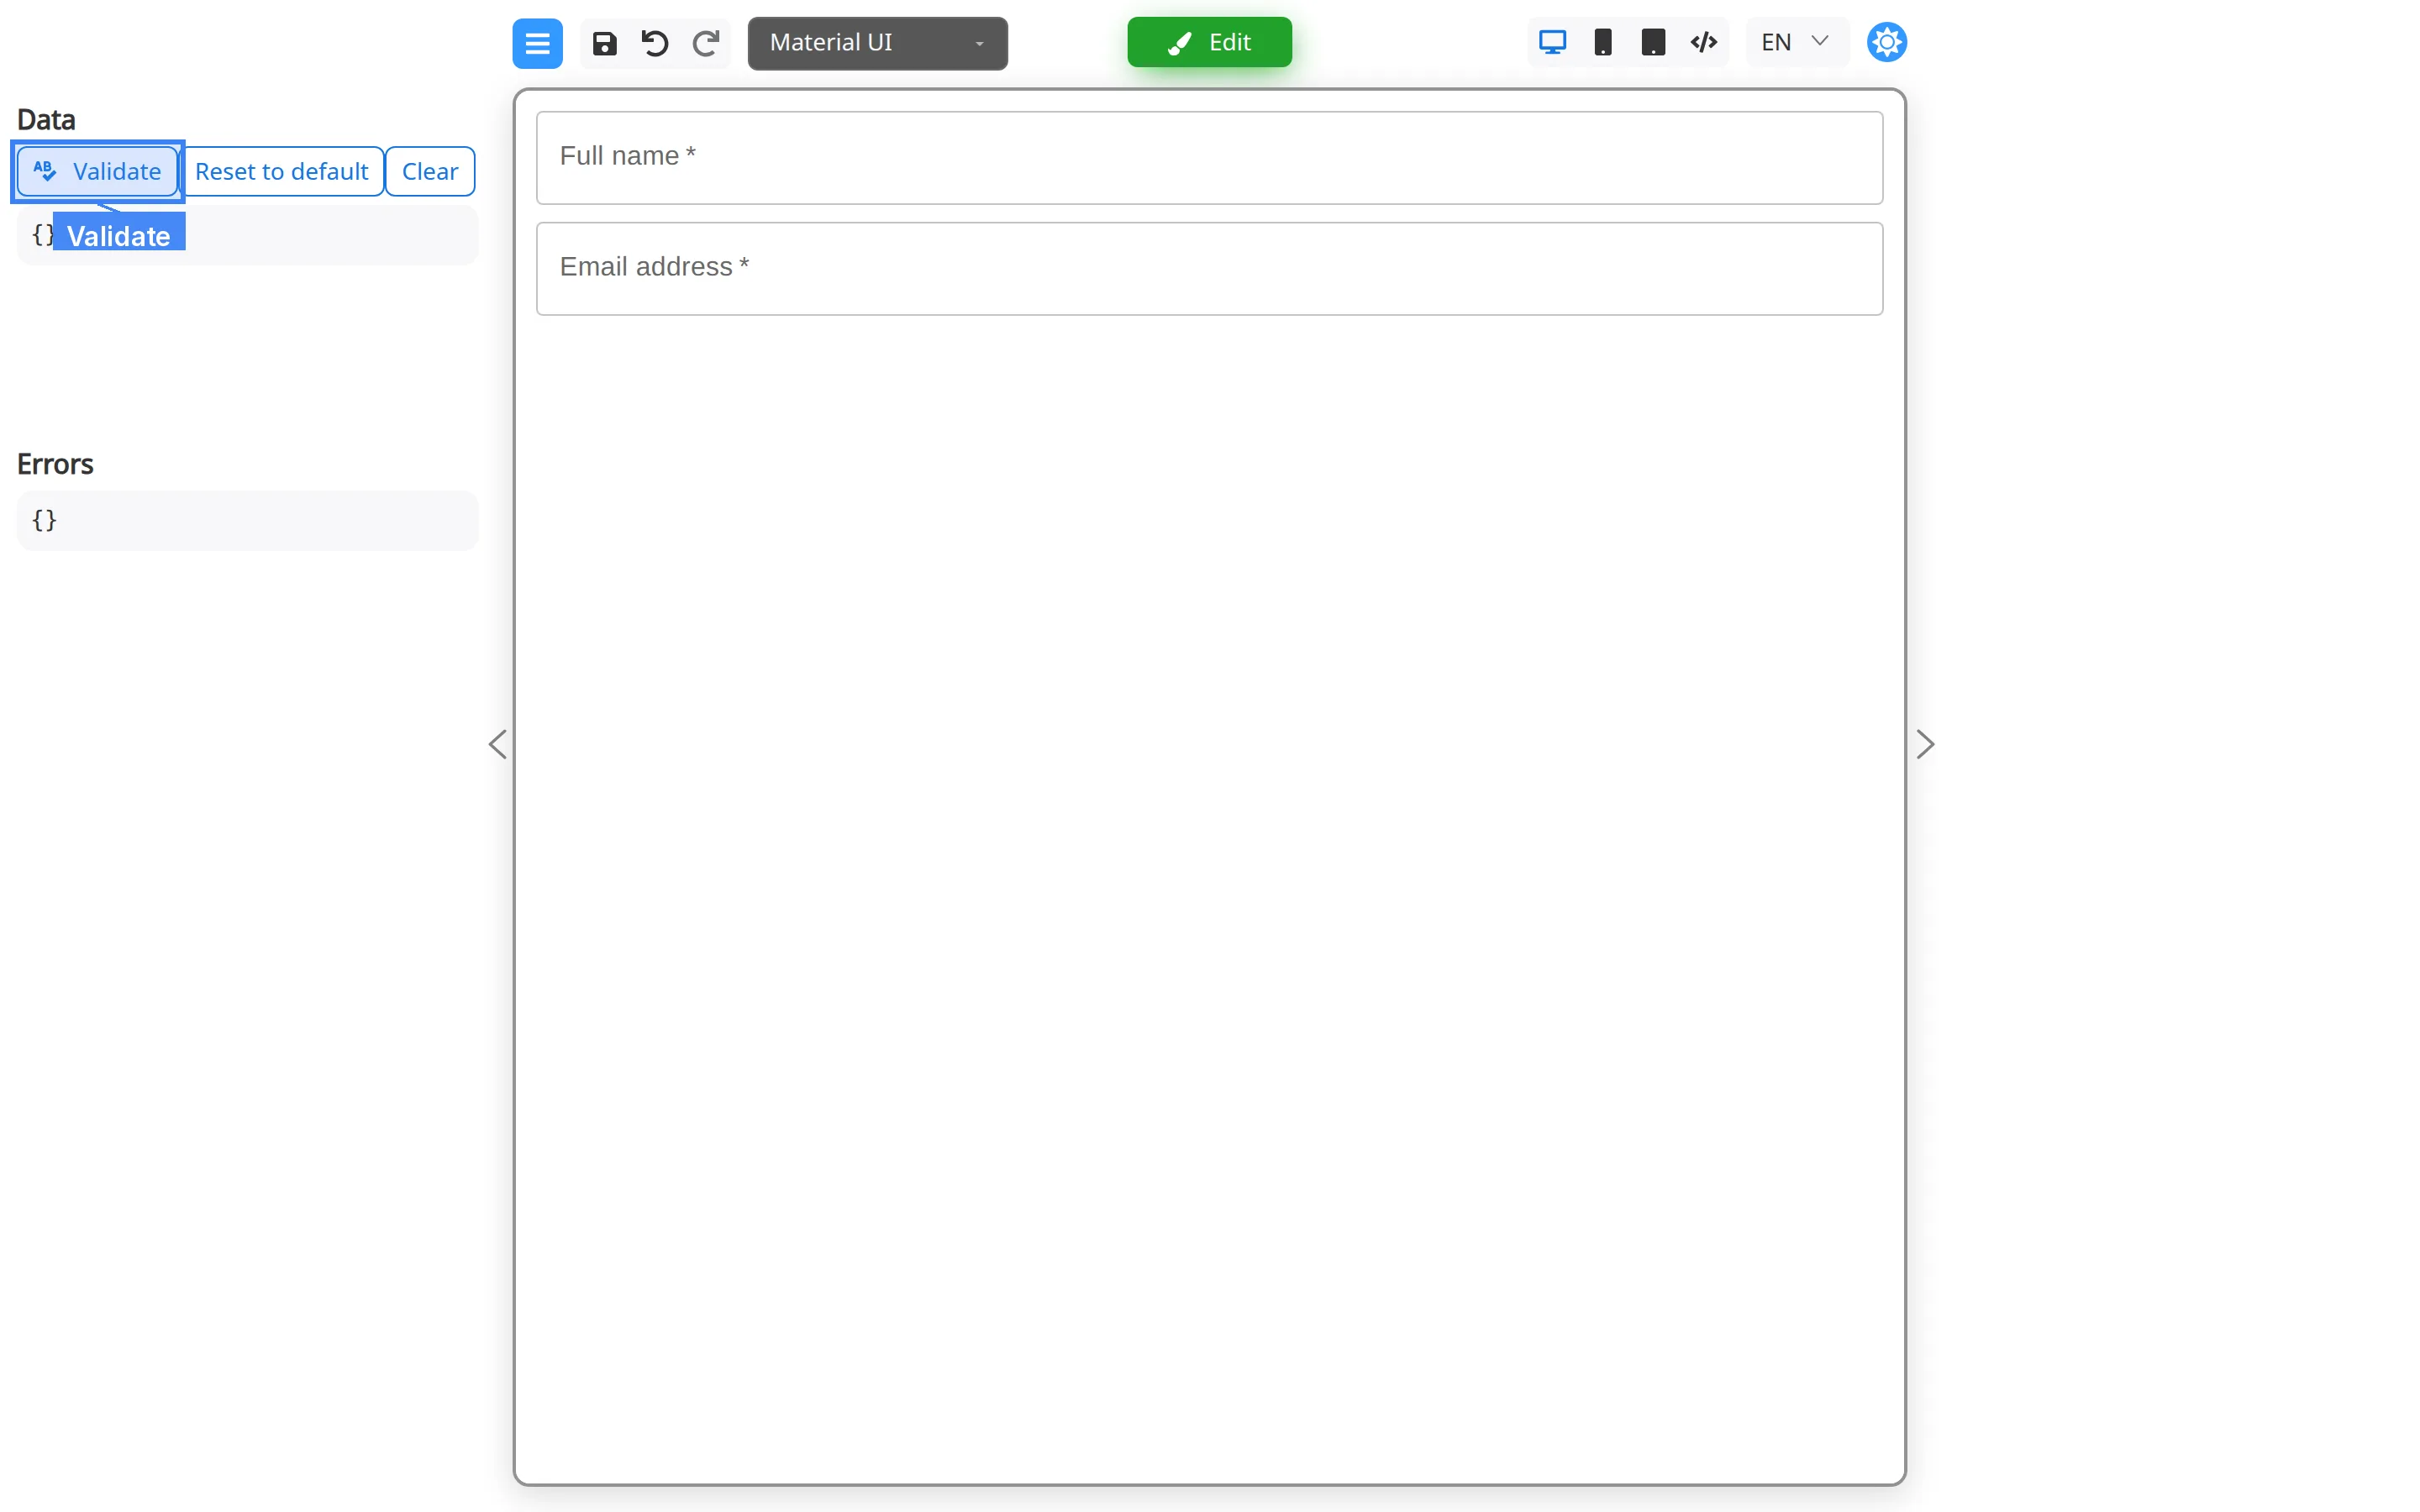 Material UI
Edit
EN
Data
Validate
Reset to default
Clear
{}
Validate
Full name *
Email address *
Errors
{}